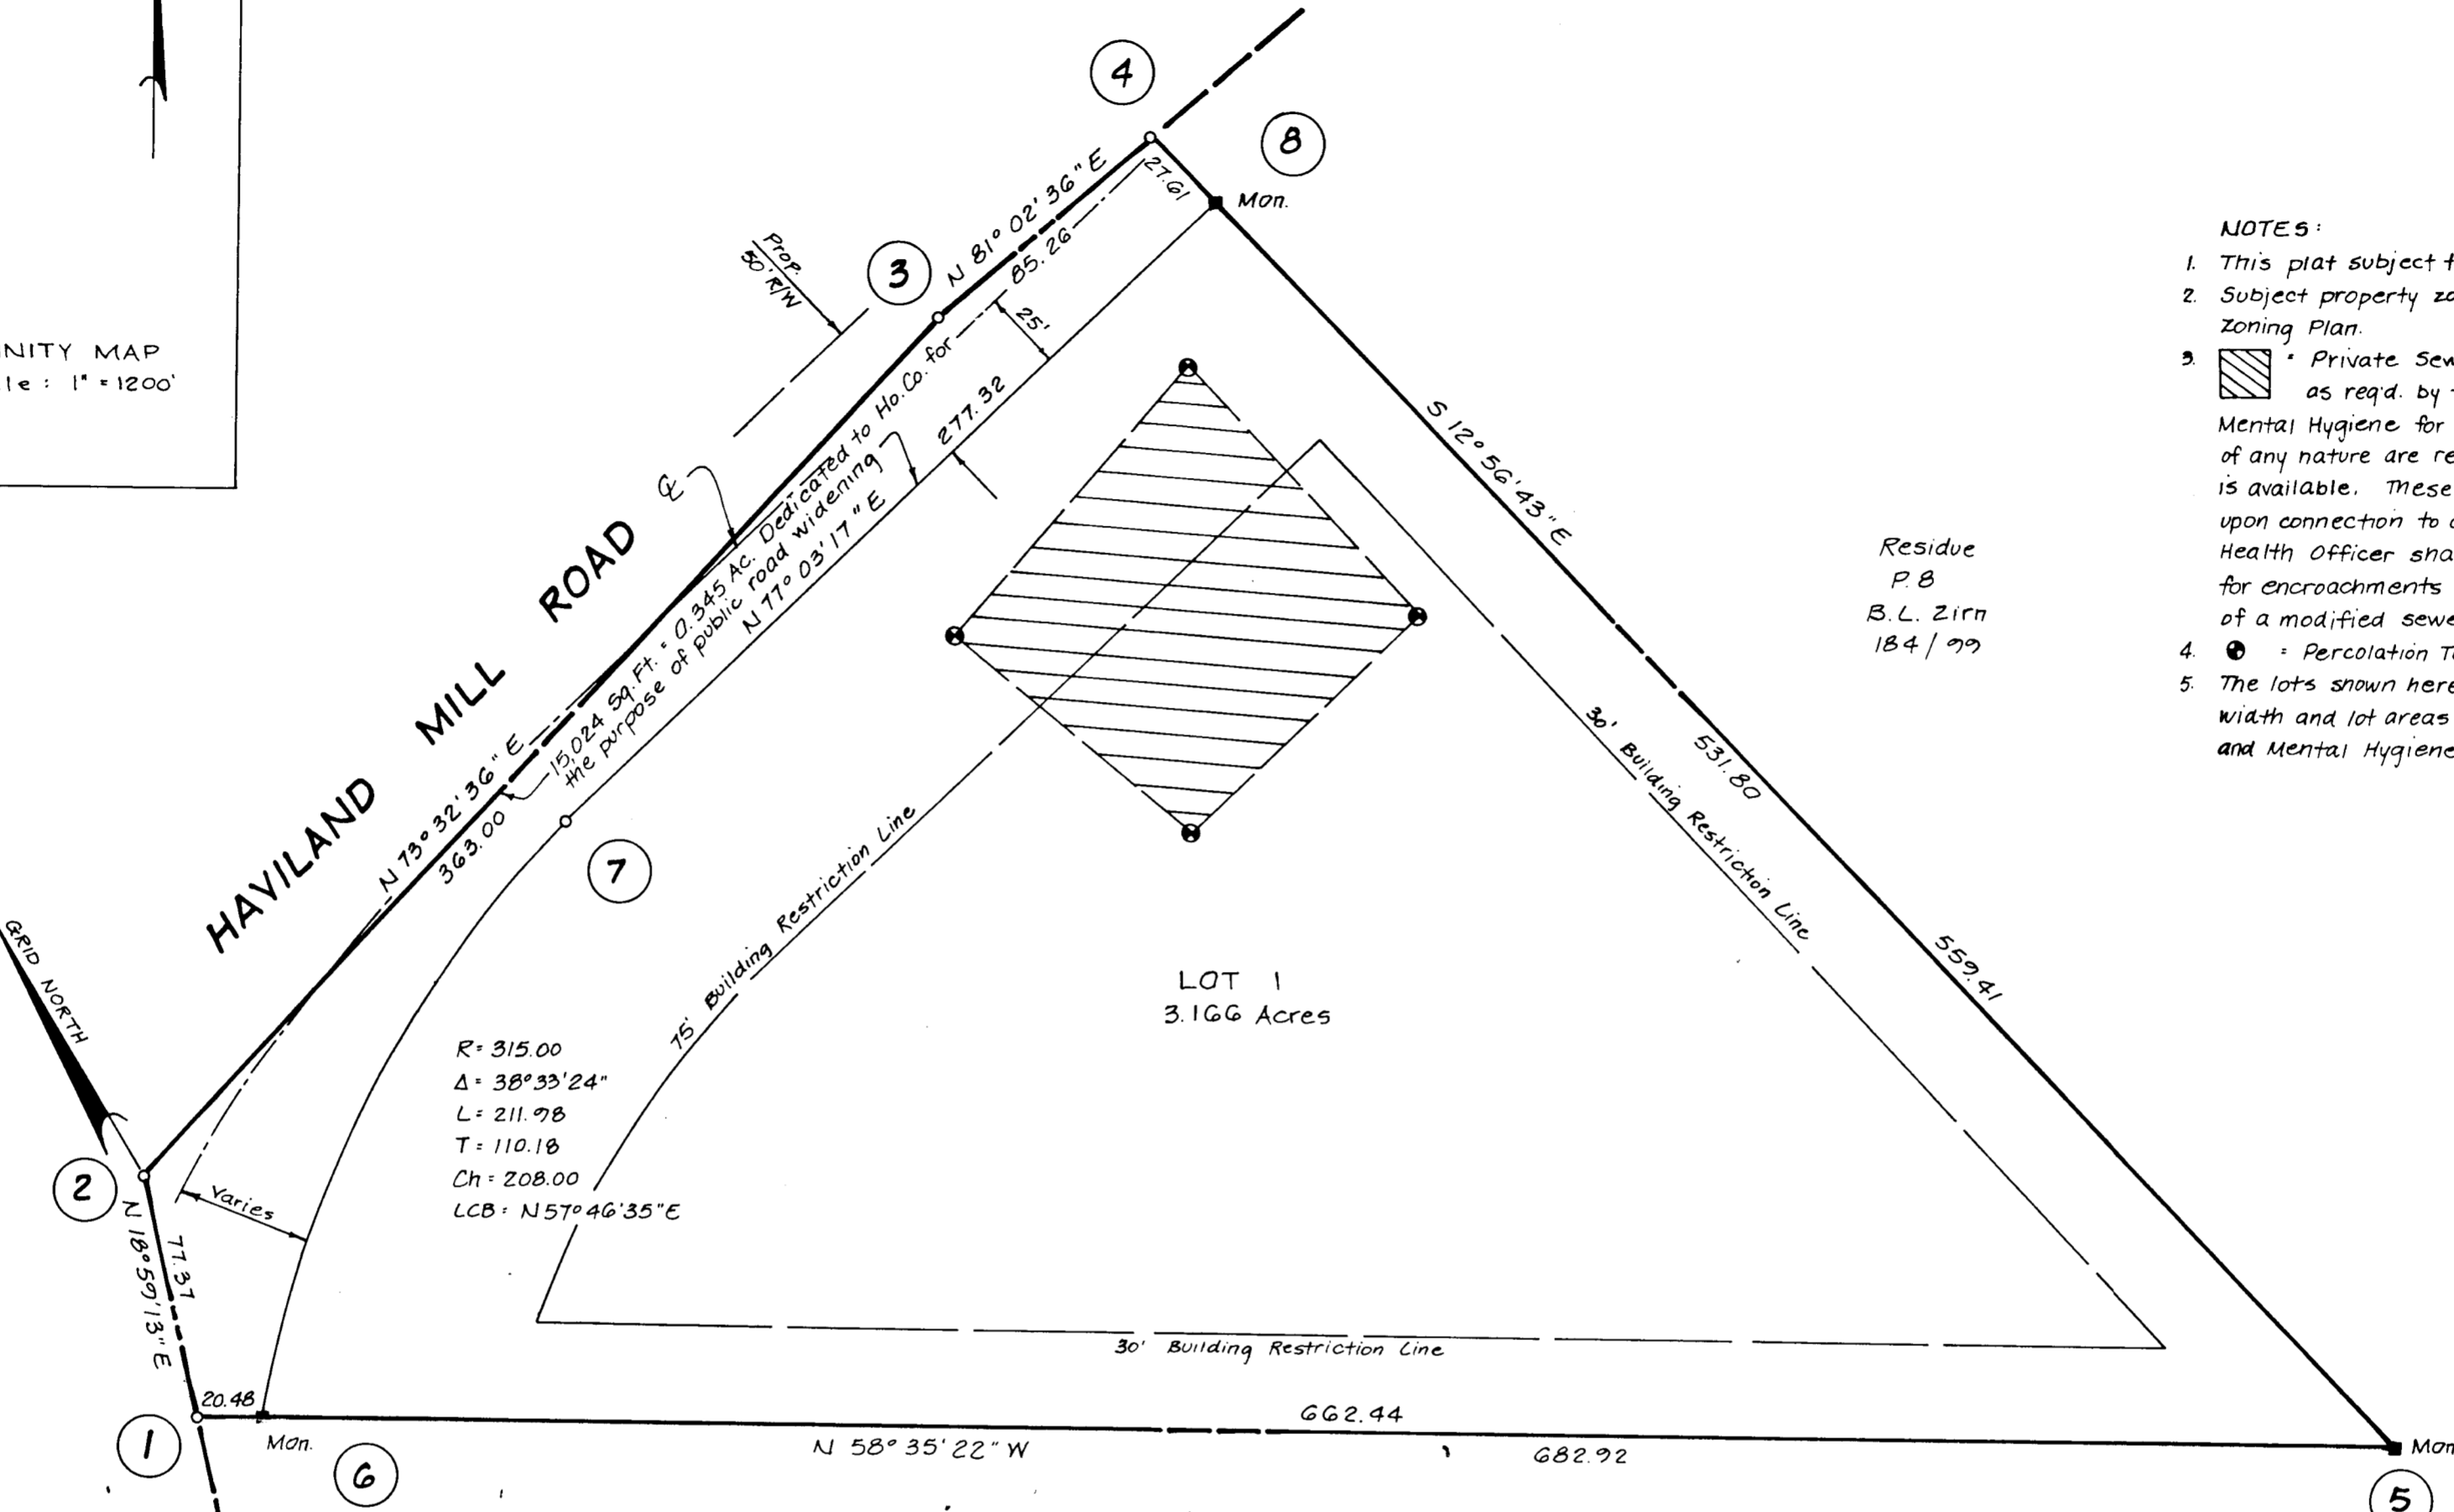 NITY MAP
le : 1" = 1200'
4
8
27.61
Mon.
N 81° 02' 36" E
85.26
3
Prop.
50' R/W
25'
277.32
℄
HAVILAND MILL ROAD
15,024 Sq.Ft. = 0.345 Ac. Dedicated to Ho.Co. for
the purpose of public road widening
N 77° 03' 17" E
N 73° 32' 36" E
363.00
7
GRID NORTH
2
Varies
N 18° 59' 13" E
77.37
20.48
1
Mon.
6
R = 315.00
Δ = 38° 33' 24"
L = 211.98
T = 110.18
Ch = 208.00
LCB = N 57° 46' 35" E
75' Building Restriction Line
LOT 1
3.166 Acres
S 12° 56' 43" E
531.80
559.41
30' Building Restriction Line
30' Building Restriction Line
662.44
N 58° 35' 22" W
682.92
Mon
5
Residue
P. 8
B.L. Zirn
184 / 99
NOTES :
1. This plat subject t
2. Subject property zo
Zoning Plan.
3. = Private Sew
as req'd. by
Mental Hygiene for
of any nature are re
is available. These
upon connection to
Health Officer sha
for encroachments
of a modified sewe
4. = Percolation T
5. The lots shown here
width and lot areas
and Mental Hygiene